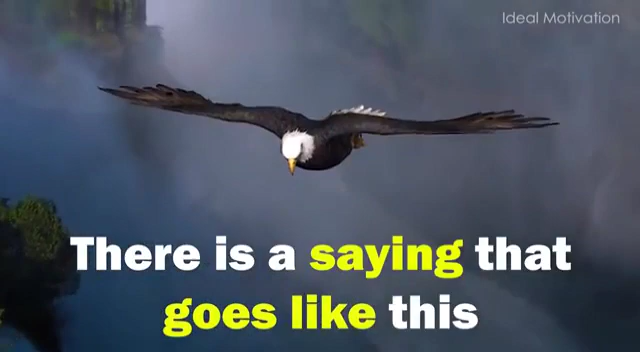 Ideal Motivation
There is a saying that
goes like this